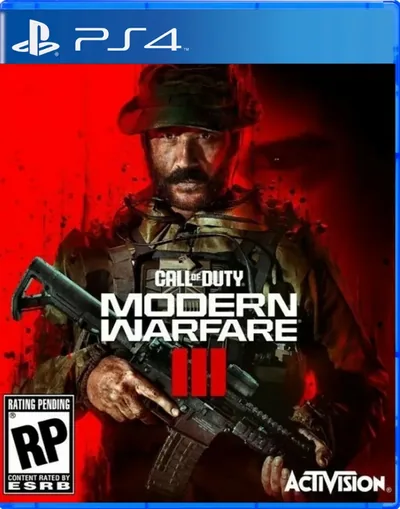 PS4
CALL OF DUTY
MODERN
WARFARE
III
RATING PENDING
RP
CONTENT RATED BY
ESRB
ACTIVISION